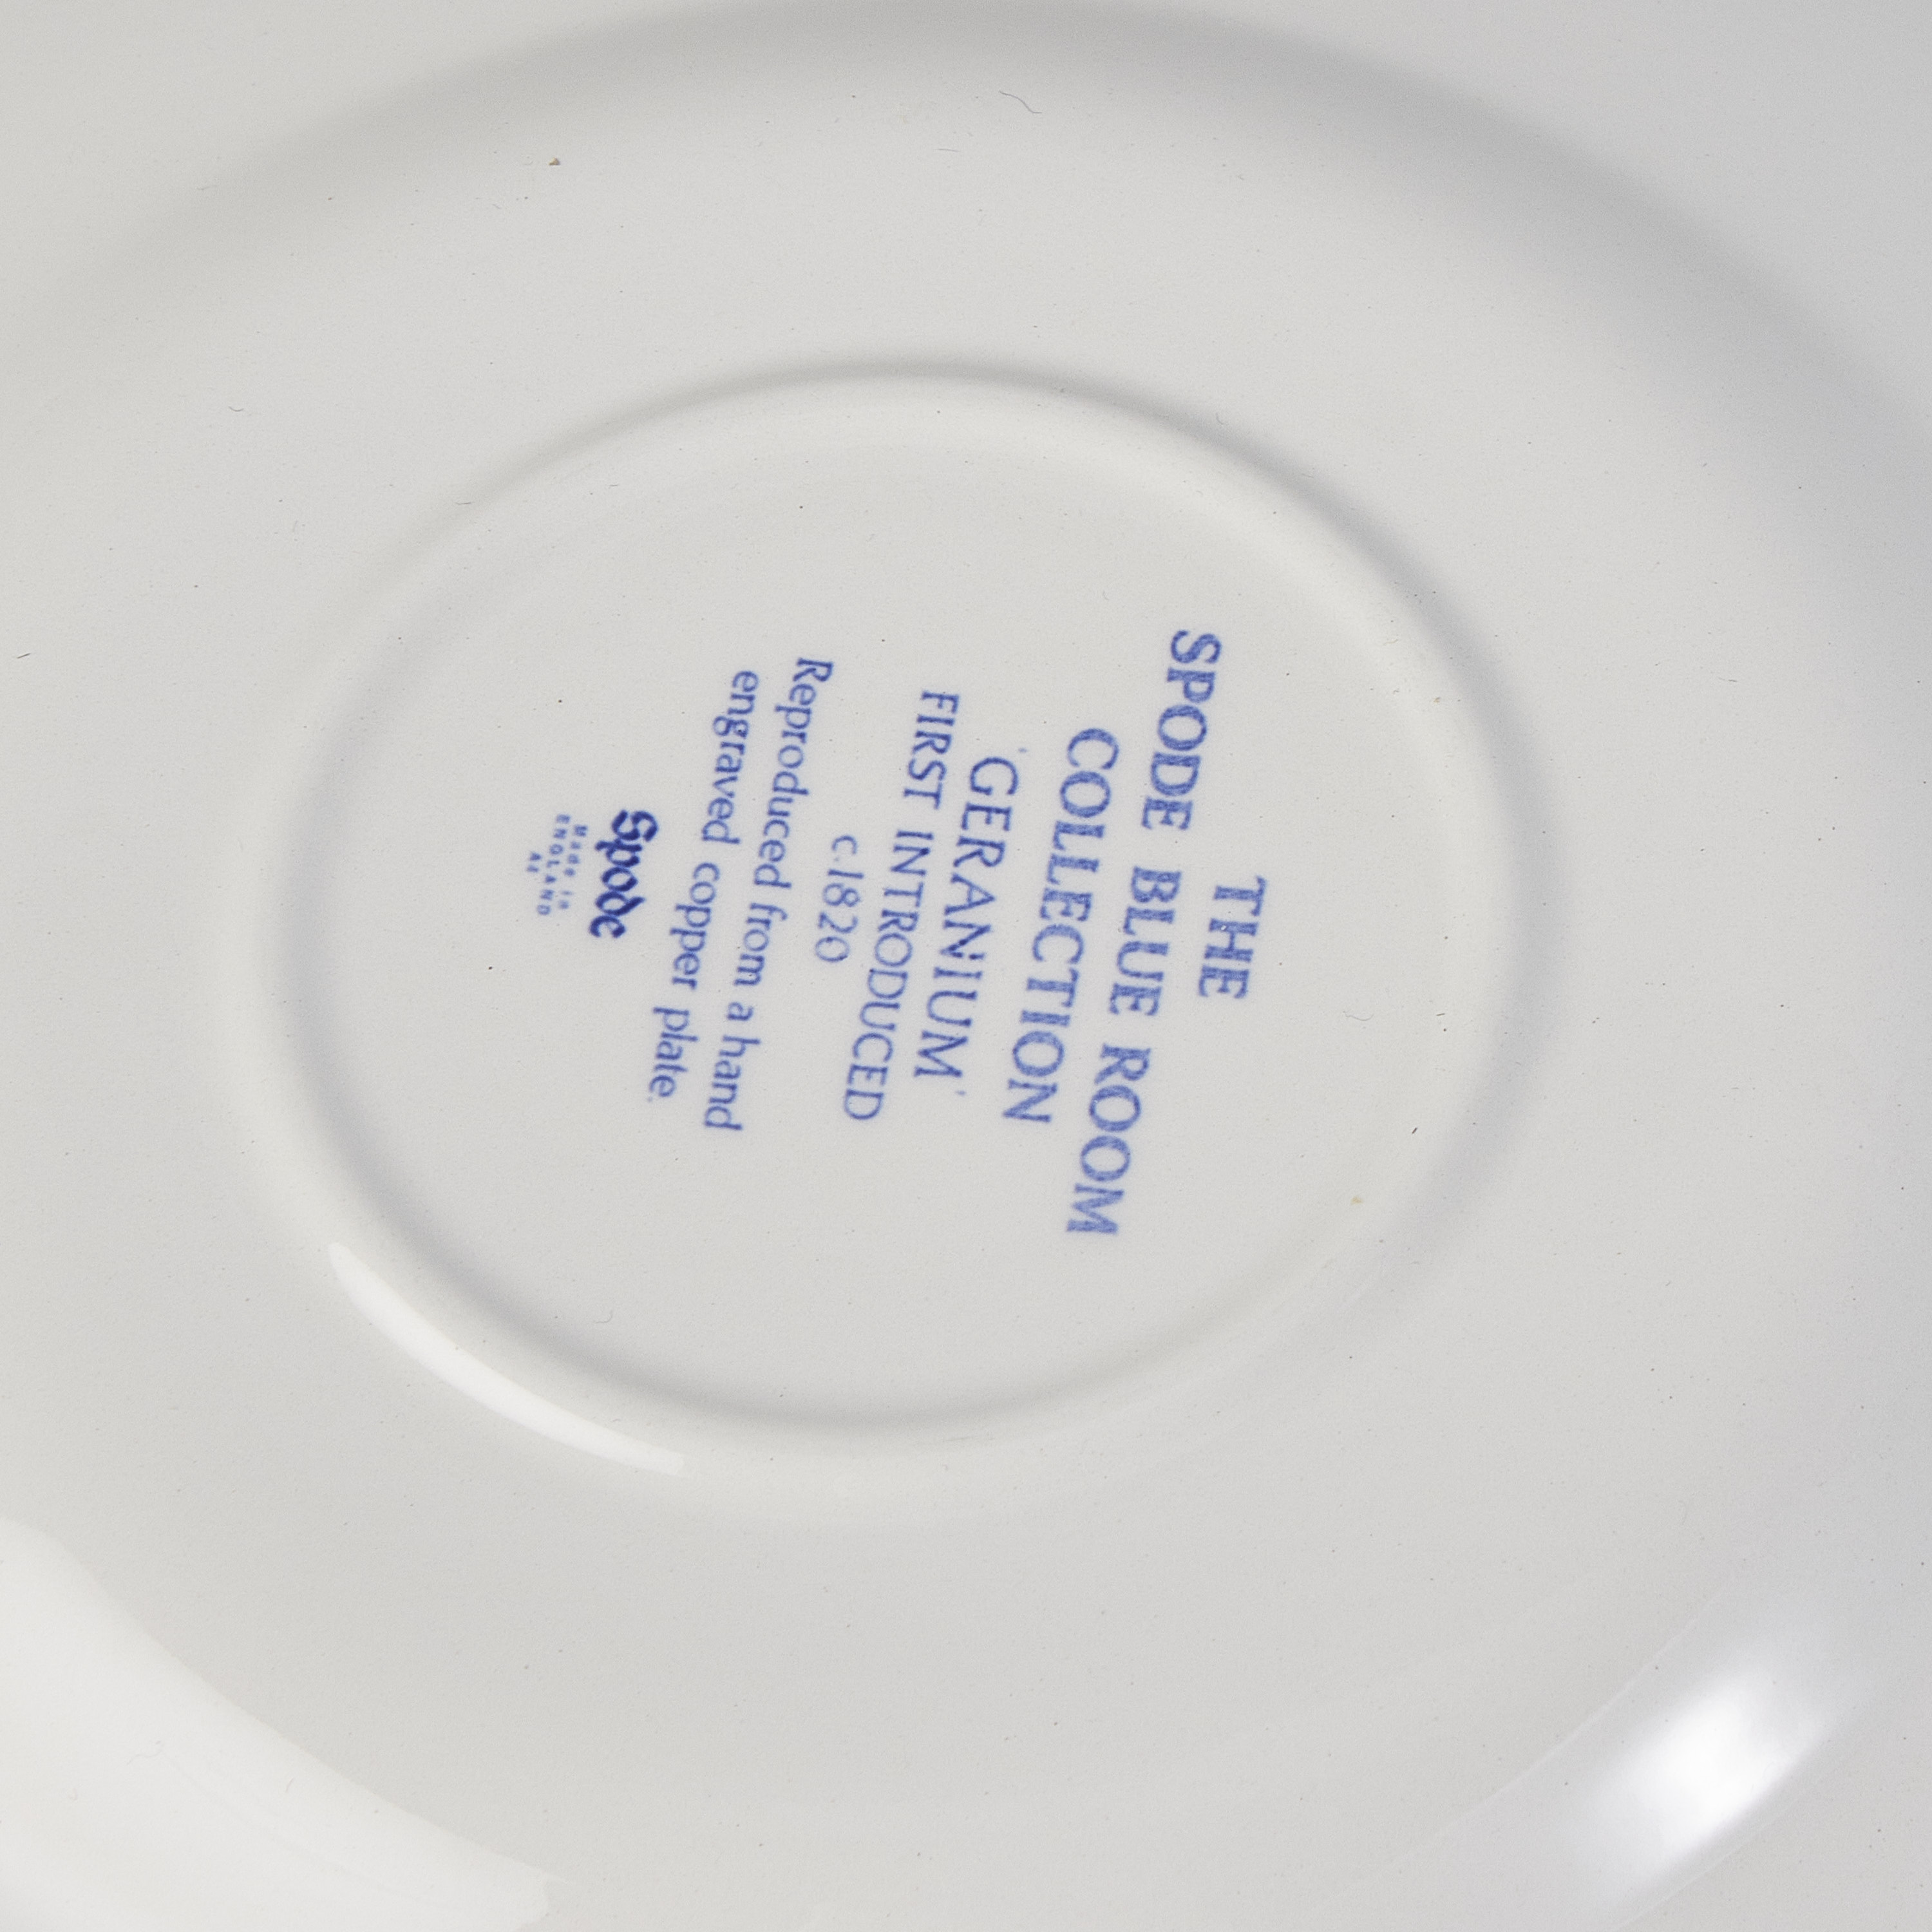 THE
SPODE BLUE ROOM
COLLECTION
'GERANIUM'
FIRST INTRODUCED
c.1820
Reproduced from a hand
engraved copper plate.
Spode
Made in
ENGLAND